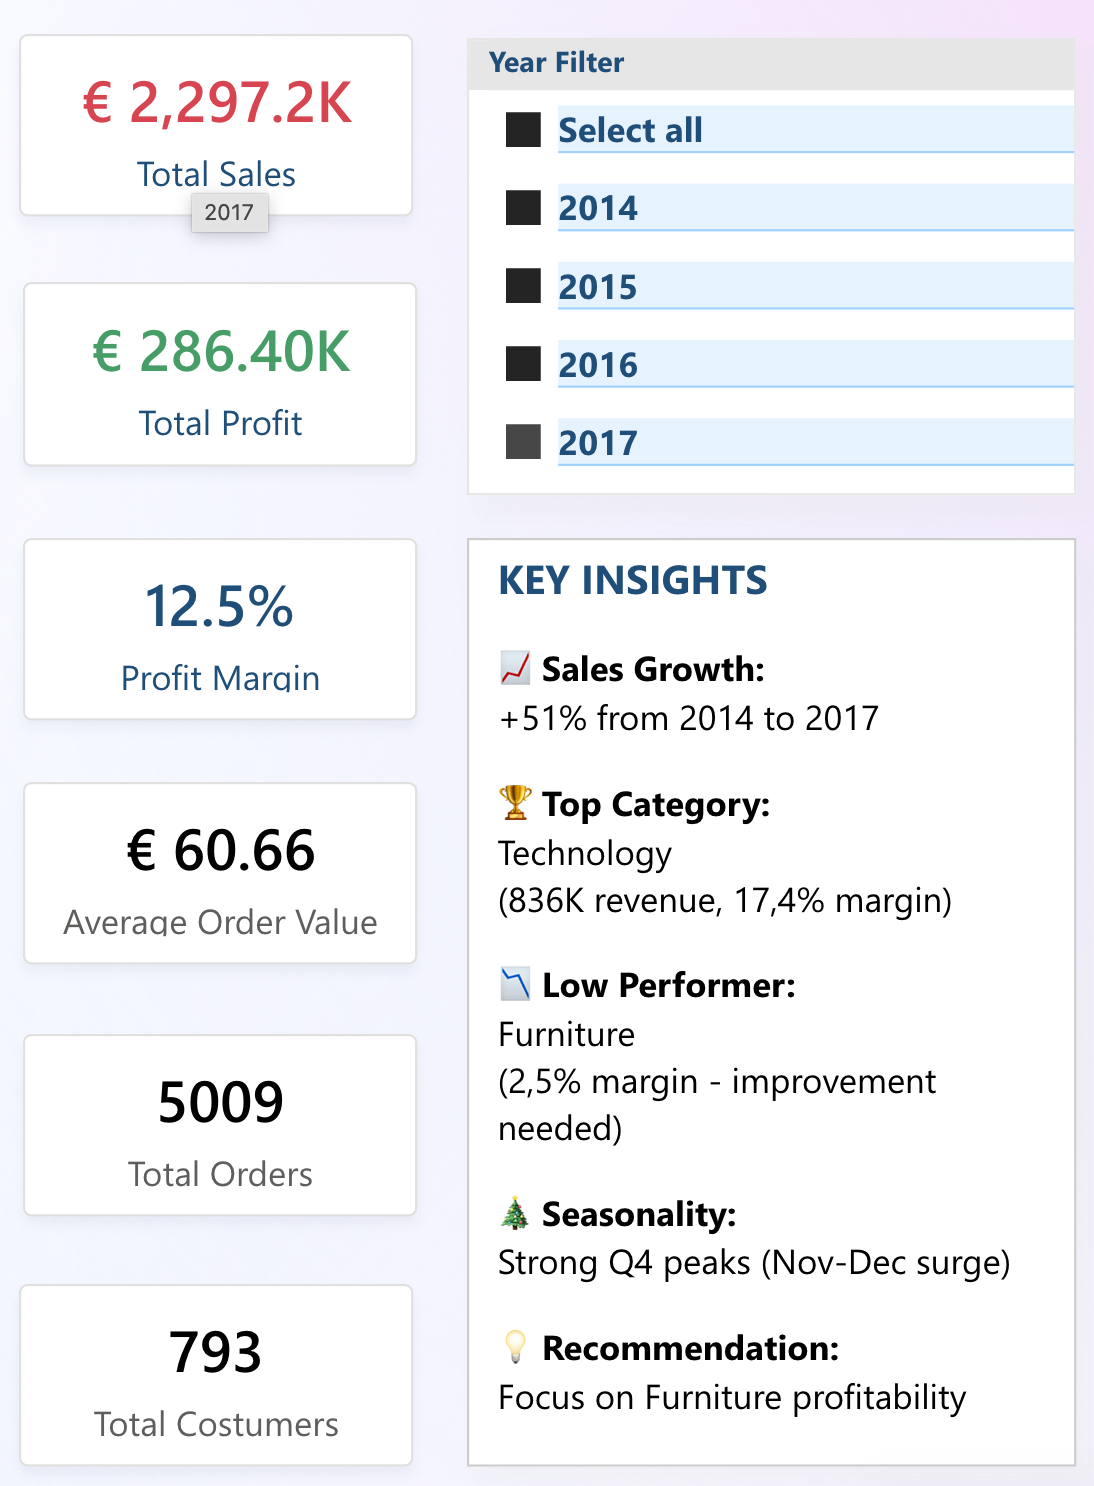 € 2,297.2K
Total Sales
2017
€ 286.40K
Total Profit
12.5%
Profit Margin
€ 60.66
Average Order Value
5009
Total Orders
793
Total Costumers
Year Filter
Select all
2014
2015
2016
2017
KEY INSIGHTS
📈 Sales Growth:
+51% from 2014 to 2017
🏆 Top Category:
Technology
(836K revenue, 17,4% margin)
📉 Low Performer:
Furniture
(2,5% margin - improvement
needed)
🎄 Seasonality:
Strong Q4 peaks (Nov-Dec surge)
💡 Recommendation:
Focus on Furniture profitability